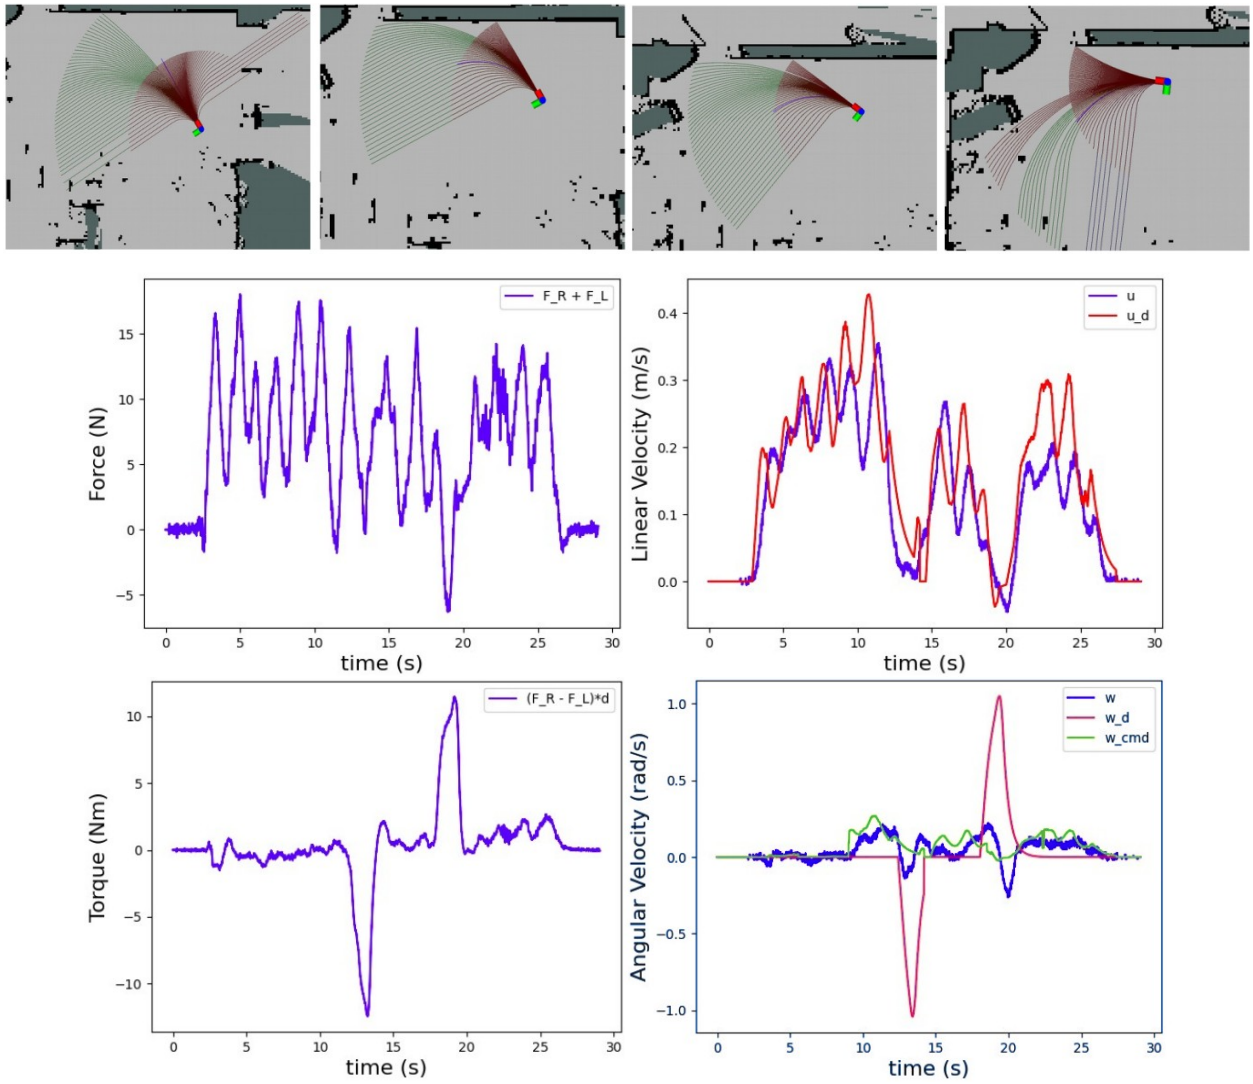 F_R + F_L
Force (N)
15
10
5
0
−5
0 5 10 15 20 25 30
time (s)
u
u_d
Linear Velocity (m/s)
0.4
0.3
0.2
0.1
0.0
0 5 10 15 20 25 30
time (s)
(F_R - F_L)*d
Torque (Nm)
10
5
0
−5
−10
0 5 10 15 20 25 30
time (s)
w
w_d
w_cmd
Angular Velocity (rad/s)
1.0
0.5
0.0
−0.5
−1.0
0 5 10 15 20 25 30
time (s)